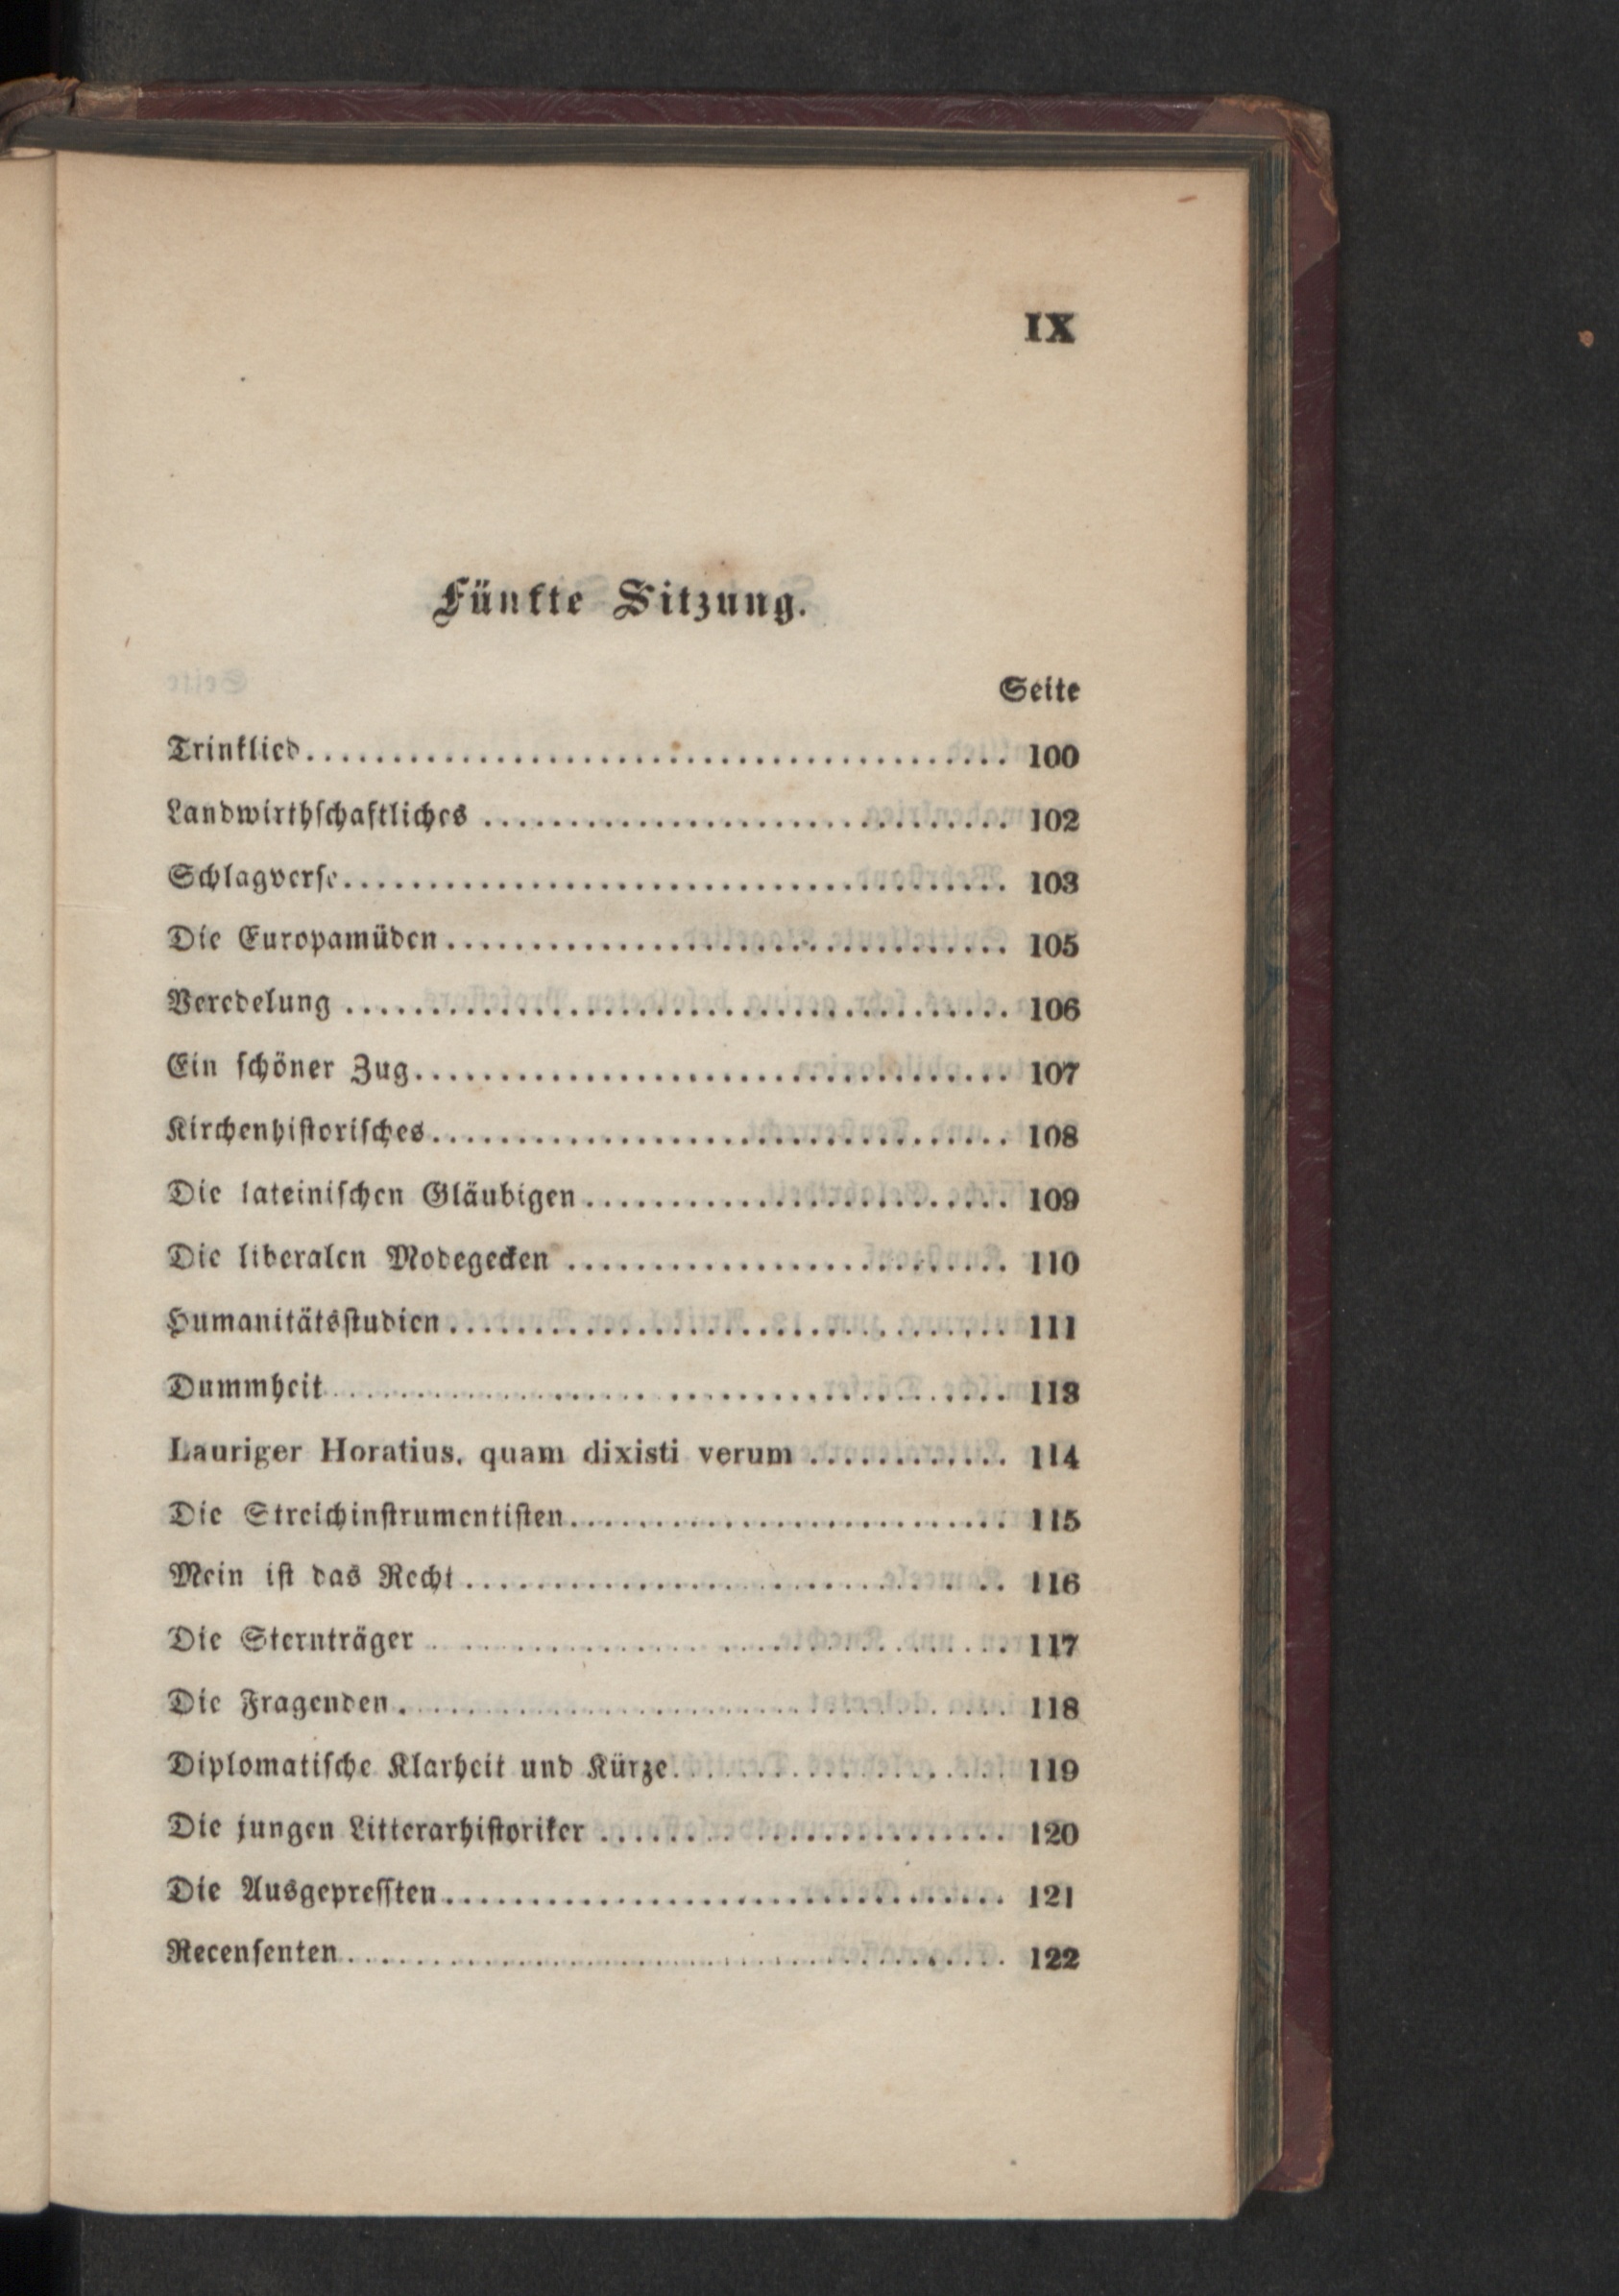 IX
Fünfte Sitzung.
Seite
Trinklied........................................ 100
Landwirthschaftliches ............................... 102
Schlagverse....................................... 103
Die Europamüden................................. 105
Veredelung ....................................... 106
Ein schöner Zug................................... 107
Kirchenhistorisches.................................. 108
Die lateinischen Gläubigen......................... 109
Die liberalen Modegecken .......................... 110
Humanitätsstudien................................. 111
Dummheit........................................ 113
Lauriger Horatius, quam dixisti verum ............ 114
Die Streichinstrumentisten.......................... 115
Mein ist das Recht................................ 116
Die Sternträger .................................. 117
Die Fragenden.................................... 118
Diplomatische Klarheit und Kürze.................... 119
Die jungen Litterarhistoriker ........................ 120
Die Ausgepressten................................. 121
Recensenten....................................... 122